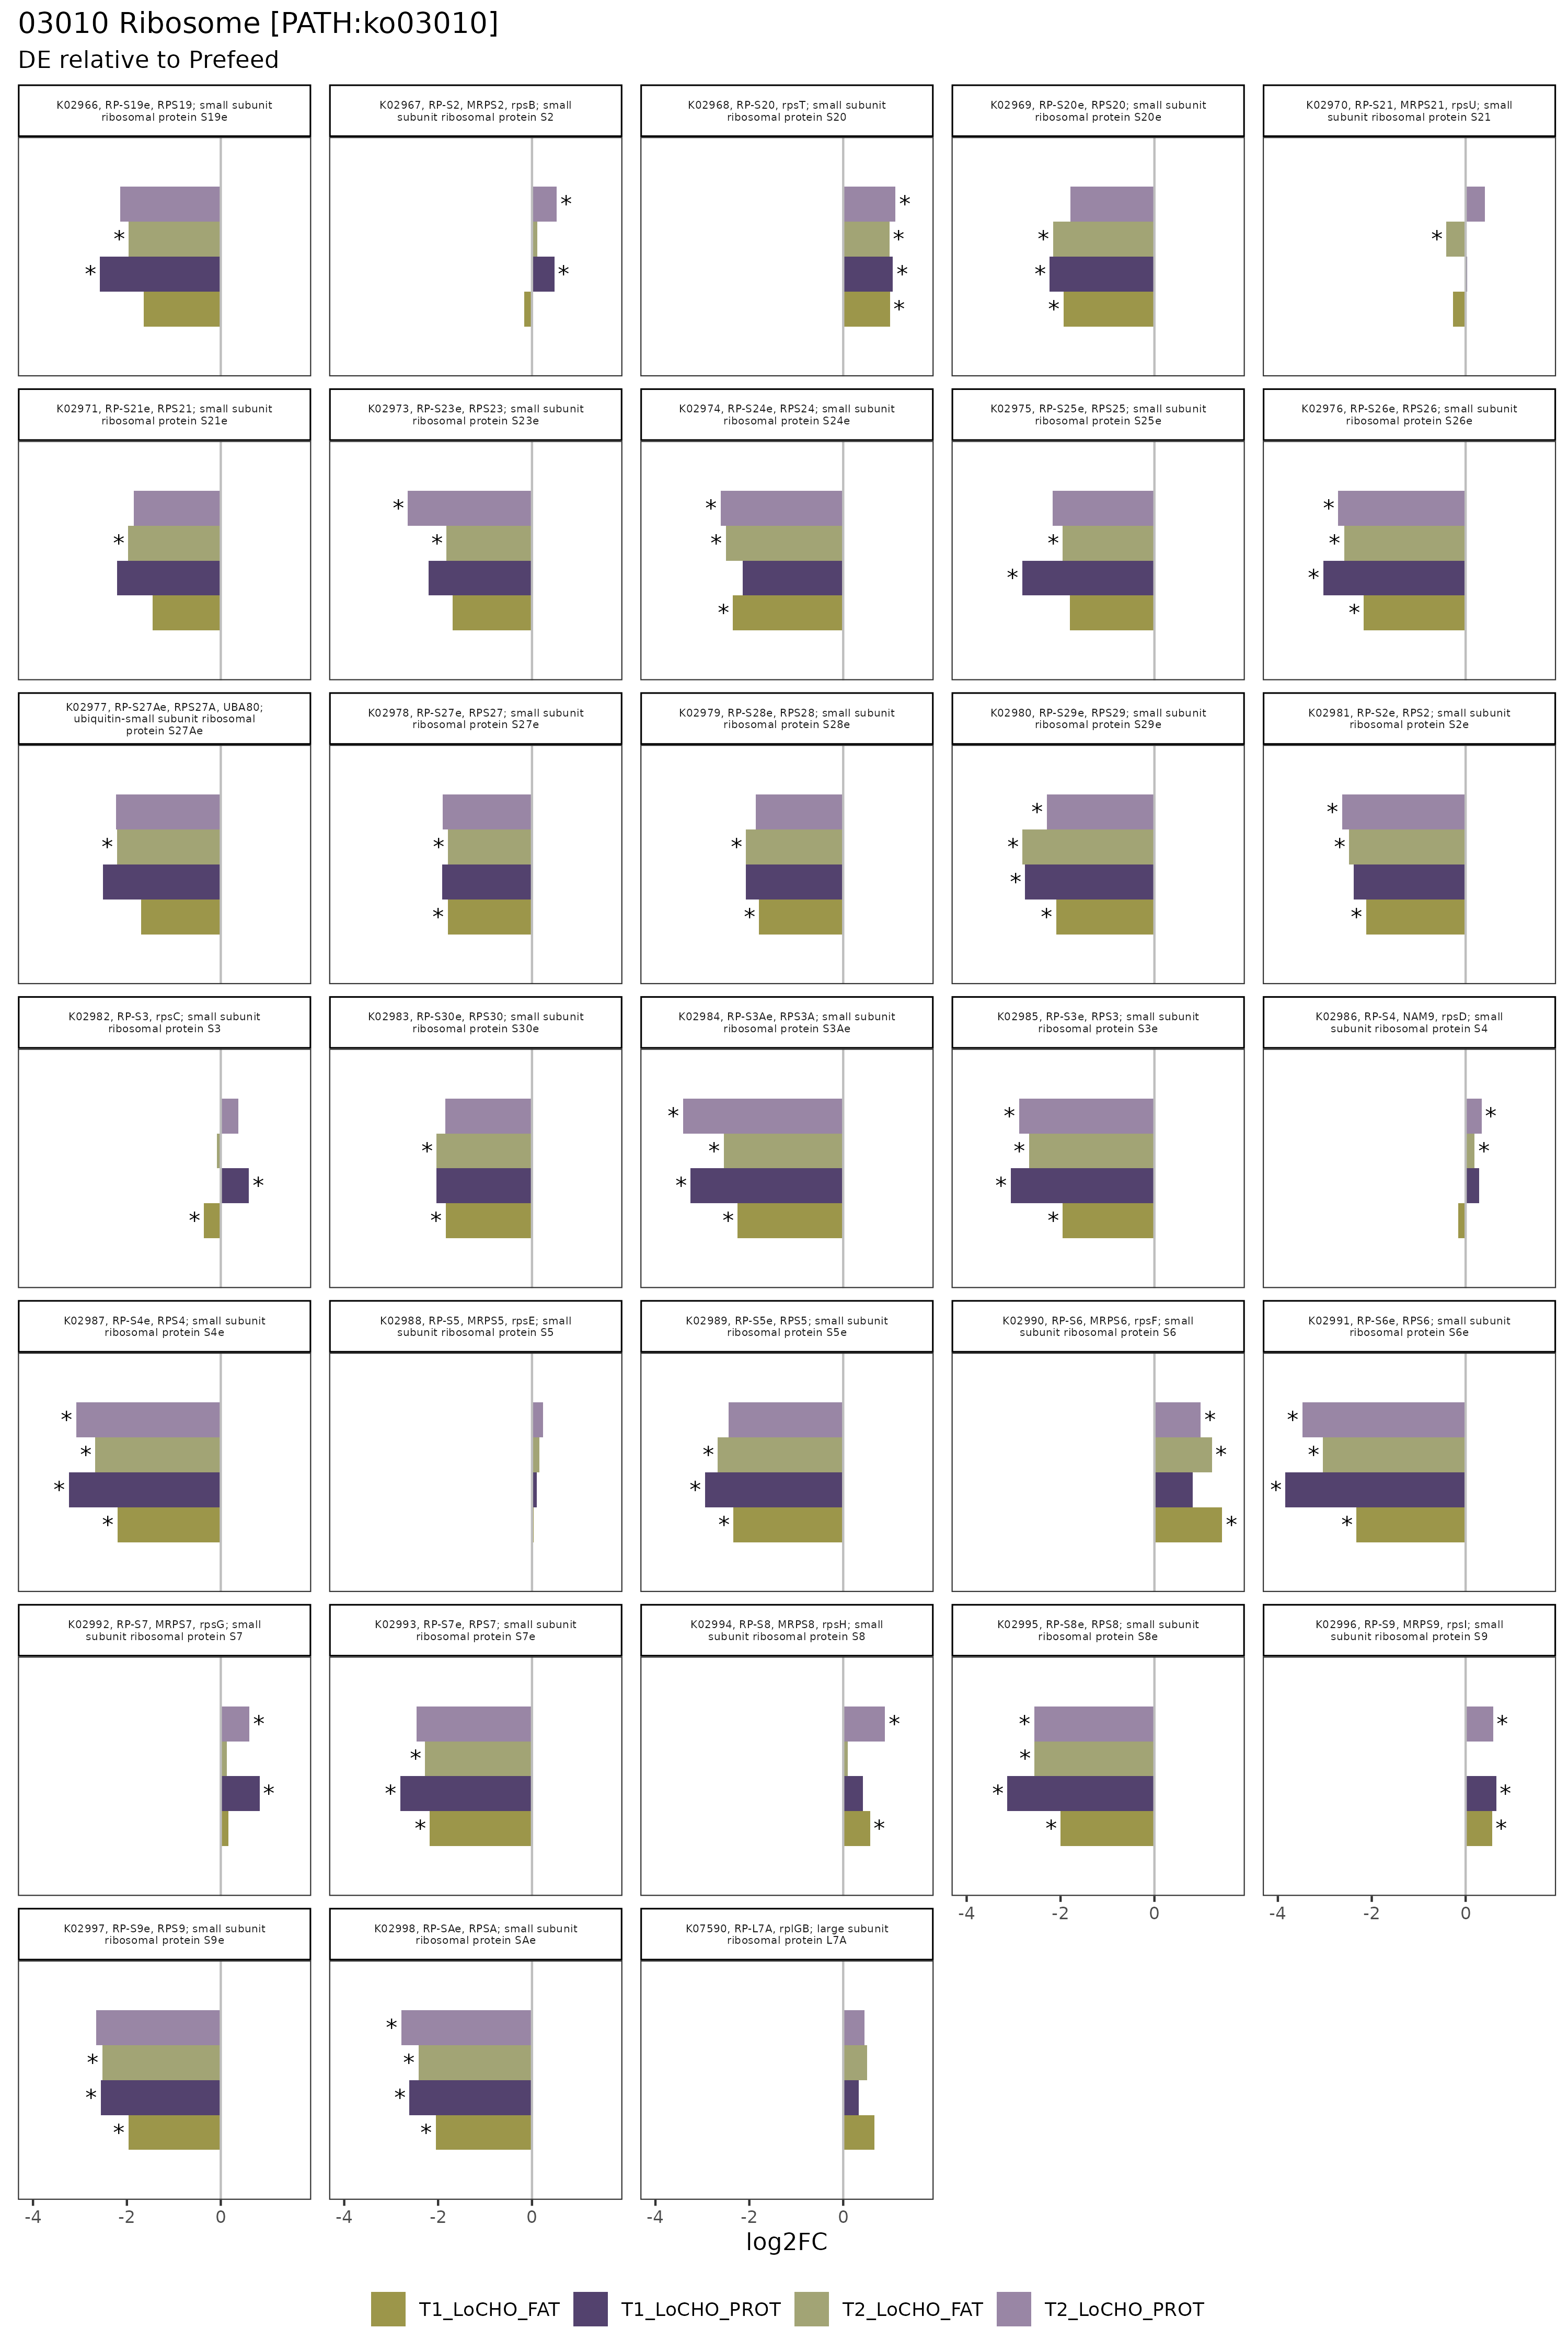 03010 Ribosome [PATH:ko03010]
DE relative to Prefeed
K02966, RP-S19e, RPS19; small subunit
ribosomal protein S19e
K02967, RP-S2, MRPS2, rpsB; small
subunit ribosomal protein S2
K02968, RP-S20, rpsT; small subunit
ribosomal protein S20
K02969, RP-S20e, RPS20; small subunit
ribosomal protein S20e
K02970, RP-S21, MRPS21, rpsU; small
subunit ribosomal protein S21
*
*
*
*
*
*
*
*
*
*
*
*
K02971, RP-S21e, RPS21; small subunit
ribosomal protein S21e
K02973, RP-S23e, RPS23; small subunit
ribosomal protein S23e
K02974, RP-S24e, RPS24; small subunit
ribosomal protein S24e
K02975, RP-S25e, RPS25; small subunit
ribosomal protein S25e
K02976, RP-S26e, RPS26; small subunit
ribosomal protein S26e
*
*
*
*
*
*
*
*
*
*
*
*
K02977, RP-S27Ae, RPS27A, UBA80;
ubiquitin-small subunit ribosomal
protein S27Ae
K02978, RP-S27e, RPS27; small subunit
ribosomal protein S27e
K02979, RP-S28e, RPS28; small subunit
ribosomal protein S28e
K02980, RP-S29e, RPS29; small subunit
ribosomal protein S29e
K02981, RP-S2e, RPS2; small subunit
ribosomal protein S2e
*
*
*
*
*
*
*
*
*
*
*
*
K02982, RP-S3, rpsC; small subunit
ribosomal protein S3
K02983, RP-S30e, RPS30; small subunit
ribosomal protein S30e
K02984, RP-S3Ae, RPS3A; small subunit
ribosomal protein S3Ae
K02985, RP-S3e, RPS3; small subunit
ribosomal protein S3e
K02986, RP-S4, NAM9, rpsD; small
subunit ribosomal protein S4
*
*
*
*
*
*
*
*
*
*
*
*
*
*
K02987, RP-S4e, RPS4; small subunit
ribosomal protein S4e
K02988, RP-S5, MRPS5, rpsE; small
subunit ribosomal protein S5
K02989, RP-S5e, RPS5; small subunit
ribosomal protein S5e
K02990, RP-S6, MRPS6, rpsF; small
subunit ribosomal protein S6
K02991, RP-S6e, RPS6; small subunit
ribosomal protein S6e
*
*
*
*
*
*
*
*
*
*
*
*
*
*
K02992, RP-S7, MRPS7, rpsG; small
subunit ribosomal protein S7
K02993, RP-S7e, RPS7; small subunit
ribosomal protein S7e
K02994, RP-S8, MRPS8, rpsH; small
subunit ribosomal protein S8
K02995, RP-S8e, RPS8; small subunit
ribosomal protein S8e
K02996, RP-S9, MRPS9, rpsI; small
subunit ribosomal protein S9
*
*
*
*
*
*
*
*
*
*
*
*
*
*
-4 -2 0
-4 -2 0
K02997, RP-S9e, RPS9; small subunit
ribosomal protein S9e
K02998, RP-SAe, RPSA; small subunit
ribosomal protein SAe
K07590, RP-L7A, rplGB; large subunit
ribosomal protein L7A
*
*
*
*
*
*
*
-4 -2 0
-4 -2 0
-4 -2 0
log2FC
T1_LoCHO_FAT T1_LoCHO_PROT T2_LoCHO_FAT T2_LoCHO_PROT